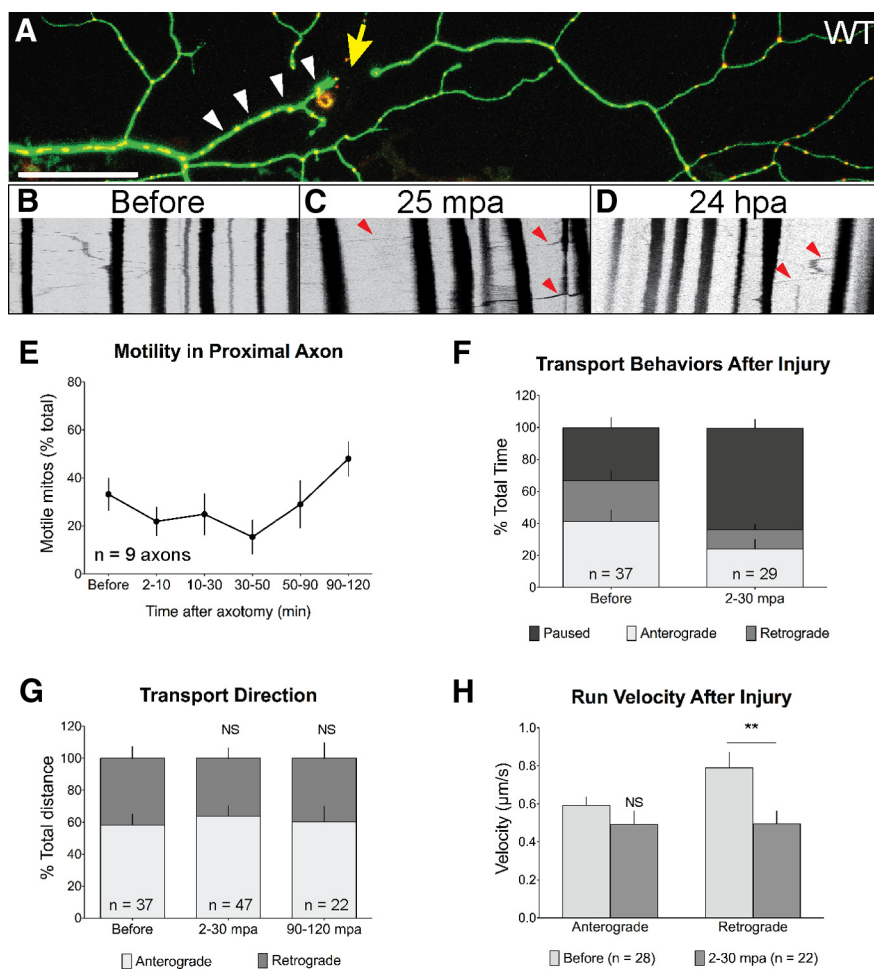 A
WT
B Before
C 25 mpa
D 24 hpa
E
Motility in Proximal Axon
Motile mitos (% total)
80
60
40
20
0
n = 9 axons
Before 2-10 10-30 30-50 50-90 90-120
Time after axotomy (min)
F
Transport Behaviors After Injury
% Total Time
120
100
80
60
40
20
0
n = 37 n = 29
Before 2-30 mpa
Paused Anterograde Retrograde
G
Transport Direction
% Total distance
120
100
80
60
40
20
0
NS NS
n = 37 n = 47 n = 22
Before 2-30 mpa 90-120 mpa
Anterograde Retrograde
H
Run Velocity After Injury
Velocity (µm/s)
1.0
0.8
0.6
0.4
0.2
0.0
NS
**
Anterograde Retrograde
Before (n = 28) 2-30 mpa (n = 22)